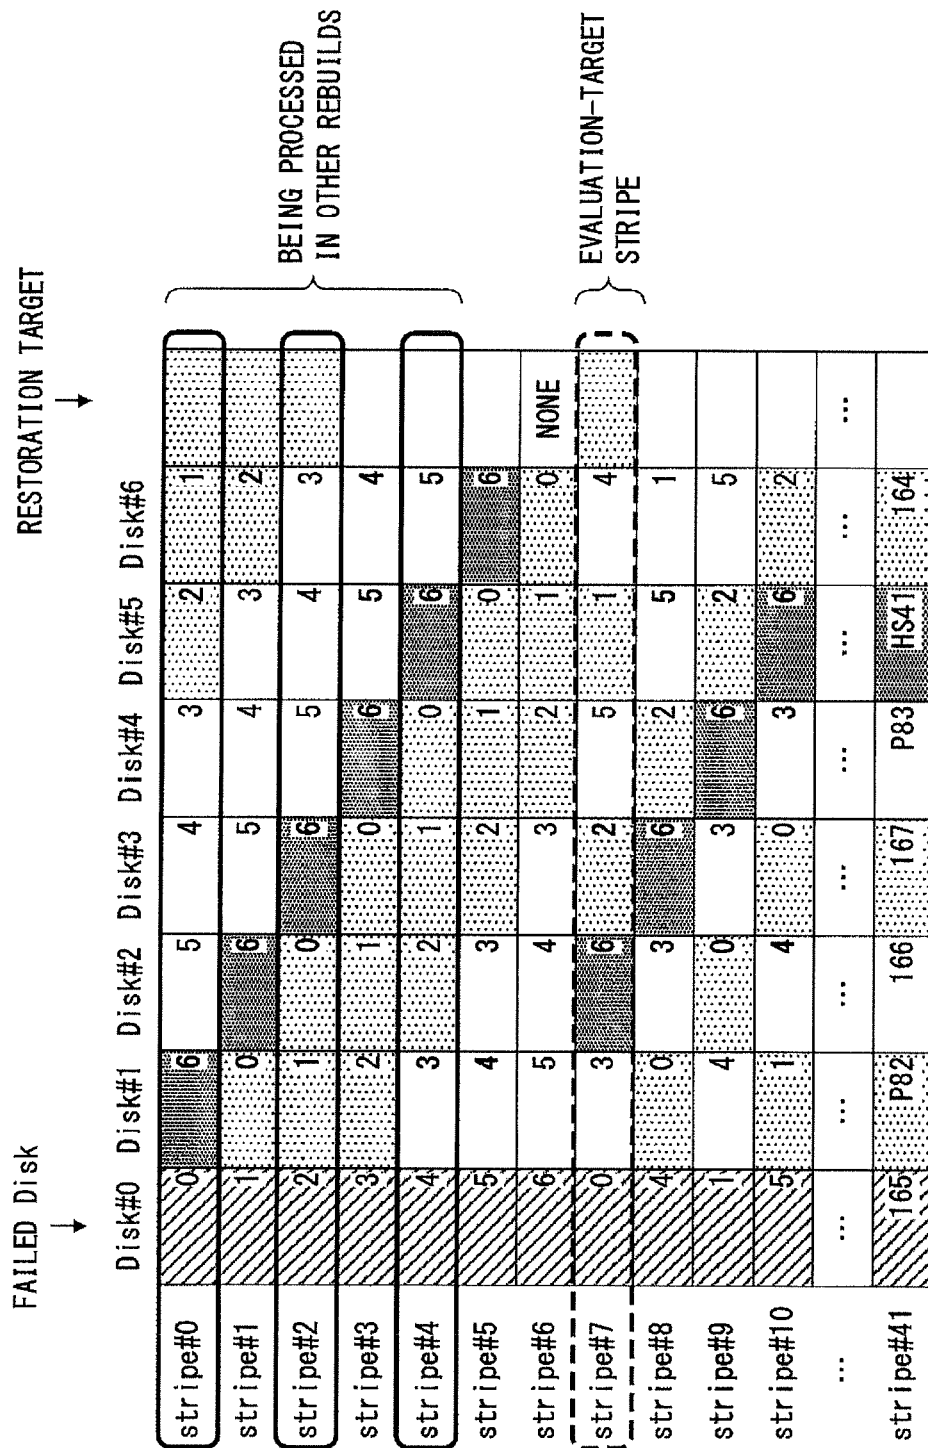 FAILED Disk
RESTORATION TARGET
Disk#0 Disk#1 Disk#2 Disk#3 Disk#4 Disk#5 Disk#6
stripe#0 0 6 5 4 3 2 1
stripe#1 1 0 6 5 4 3 2
stripe#2 2 1 0 6 5 4 3
stripe#3 3 2 1 0 6 5 4
stripe#4 4 3 2 1 0 6 5
stripe#5 5 4 3 2 1 0 6
stripe#6 6 5 4 3 2 1 0 NONE
stripe#7 0 3 6 2 5 1 4
stripe#8 4 0 3 6 2 5 1
stripe#9 1 4 0 3 6 2 5
stripe#10 5 1 4 0 3 6 2
... ... ... ... ... ... ... ... ...
stripe#41 165 P82 166 167 P83 HS41 164
BEING PROCESSED
IN OTHER REBUILDS
EVALUATION-TARGET
STRIPE